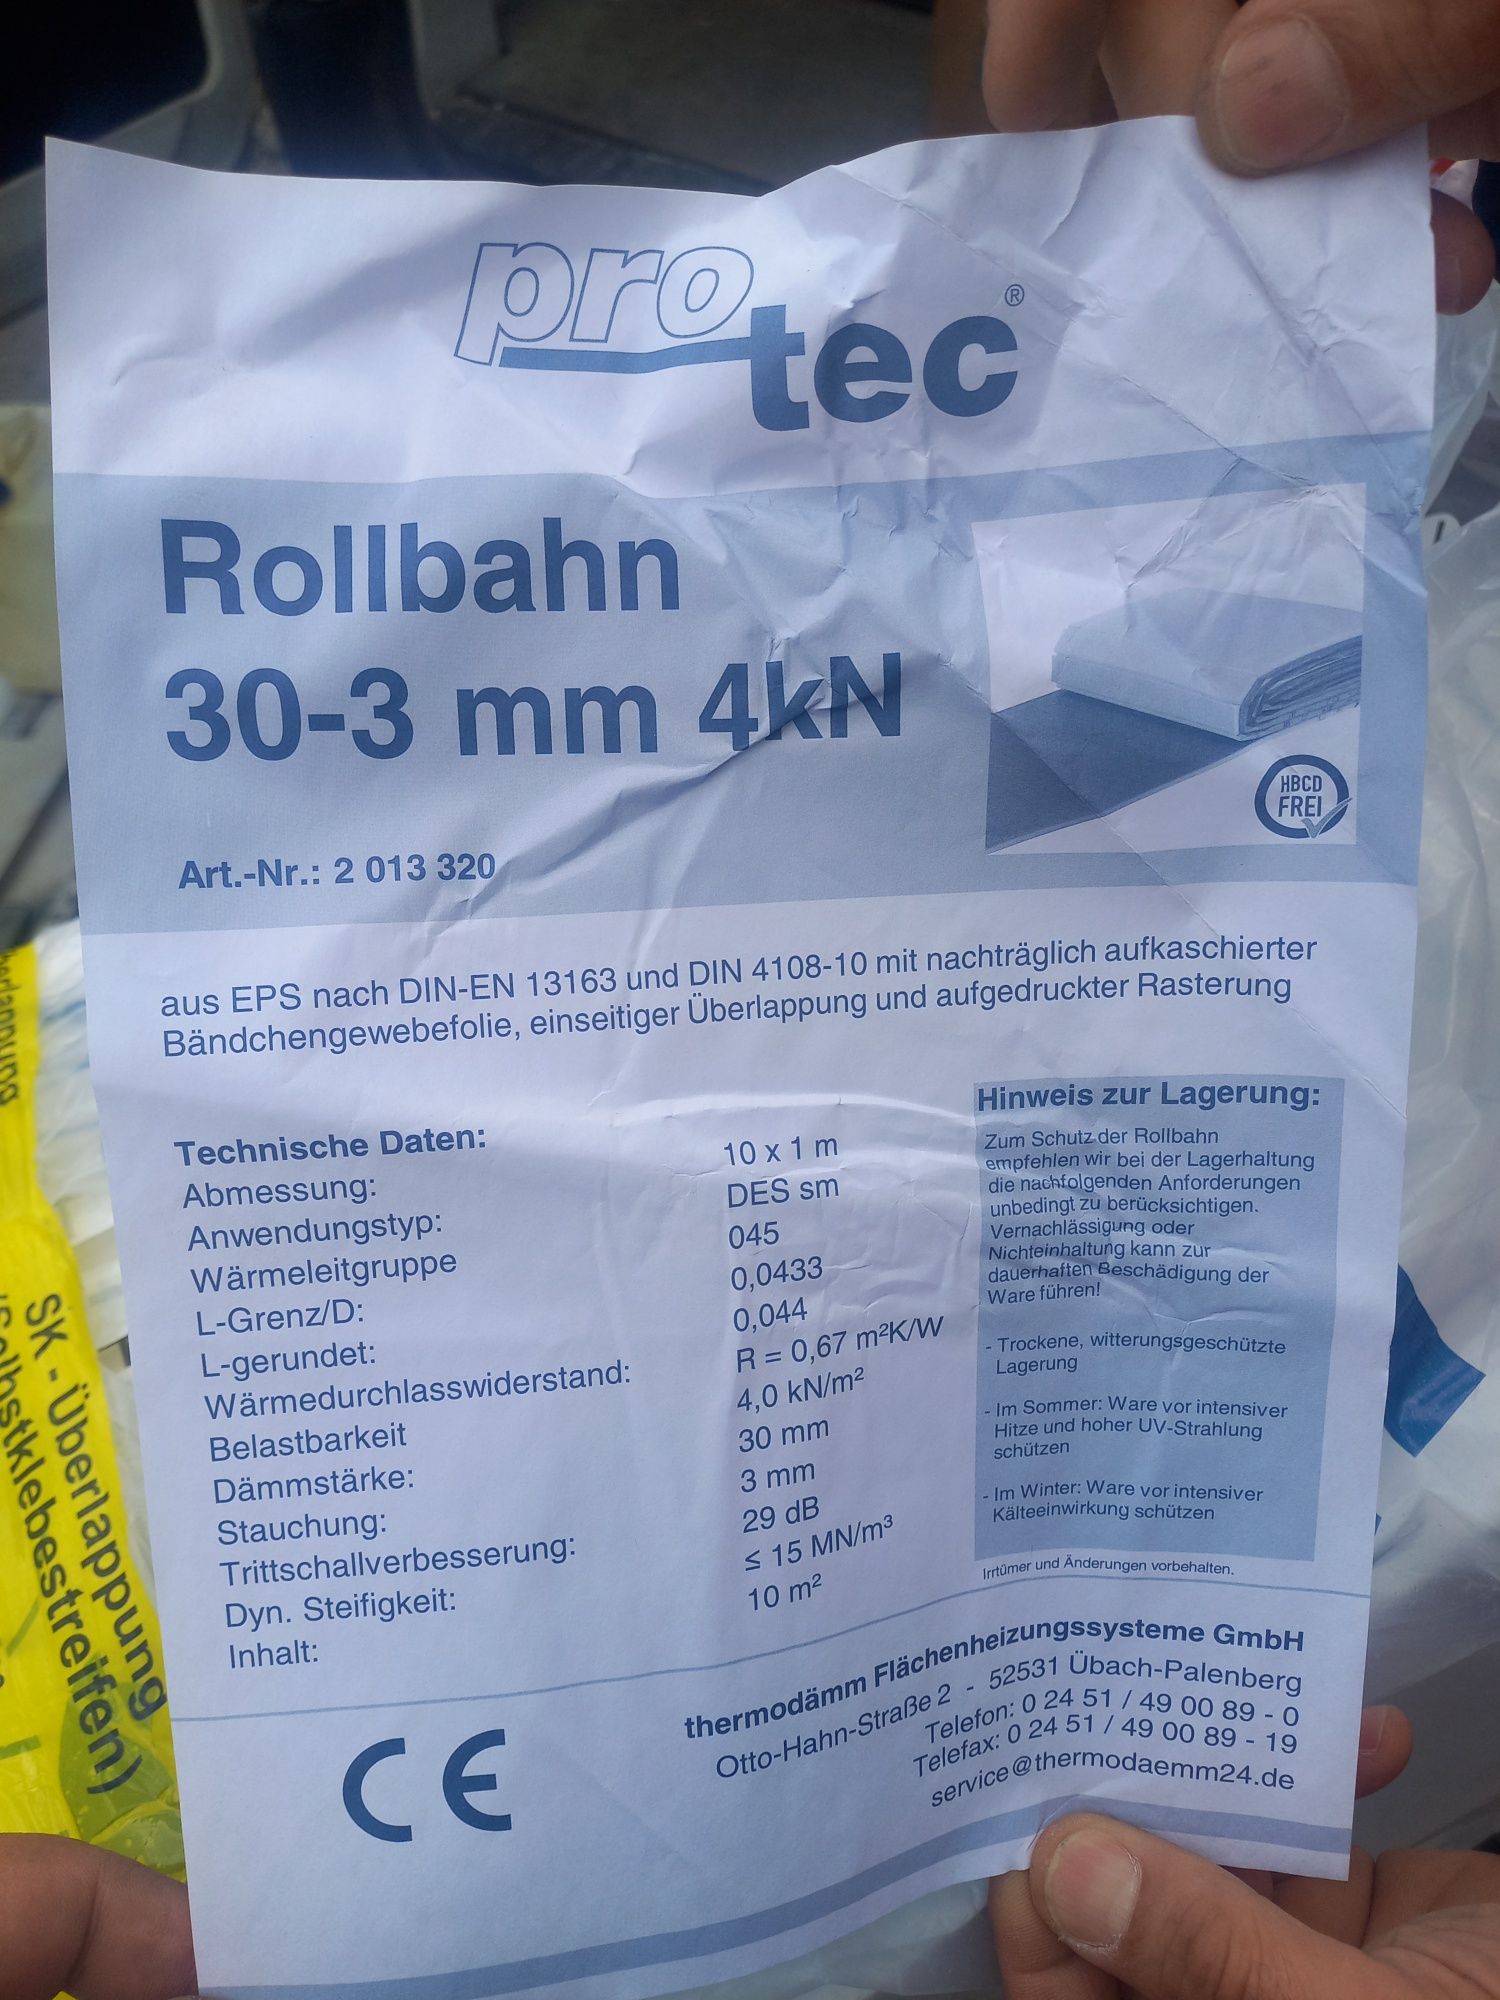 pro
tec®
Rollbahn
30-3 mm 4kN
HBCD
FREI
Art.-Nr.: 2 013 320
aus EPS nach DIN-EN 13163 und DIN 4108-10 mit nachträglich aufkaschierter
Bändchengewebefolie, einseitiger Überlappung und aufgedruckter Rasterung
Technische Daten:
Abmessung: 10 x 1 m
Anwendungstyp: DES sm
Wärmeleitgruppe 045
L-Grenz/D: 0,0433
L-gerundet: 0,044
Wärmedurchlasswiderstand: R = 0,67 m²K/W
Belastbarkeit 4,0 kN/m²
Dämmstärke: 30 mm
Stauchung: 3 mm
Trittschallverbesserung: 29 dB
Dyn. Steifigkeit: ≤ 15 MN/m³
Inhalt: 10 m²
Hinweis zur Lagerung:
Zum Schutz der Rollbahn
empfehlen wir bei der Lagerhaltung
die nachfolgenden Anforderungen
unbedingt zu berücksichtigen.
Vernachlässigung oder
Nichteinhaltung kann zur
dauerhaften Beschädigung der
Ware führen!
- Trockene, witterungsgeschützte
Lagerung
- Im Sommer: Ware vor intensiver
Hitze und hoher UV-Strahlung
schützen
- Im Winter: Ware vor intensiver
Kälteeinwirkung schützen
Irrtümer und Änderungen vorbehalten.
thermodämm Flächenheizungssysteme GmbH
Otto-Hahn-Straße 2 - 52531 Übach-Palenberg
Telefon: 0 24 51 / 49 00 89 - 0
Telefax: 0 24 51 / 49 00 89 - 19
service@thermodaemm24.de
CE
SK - Überlappung